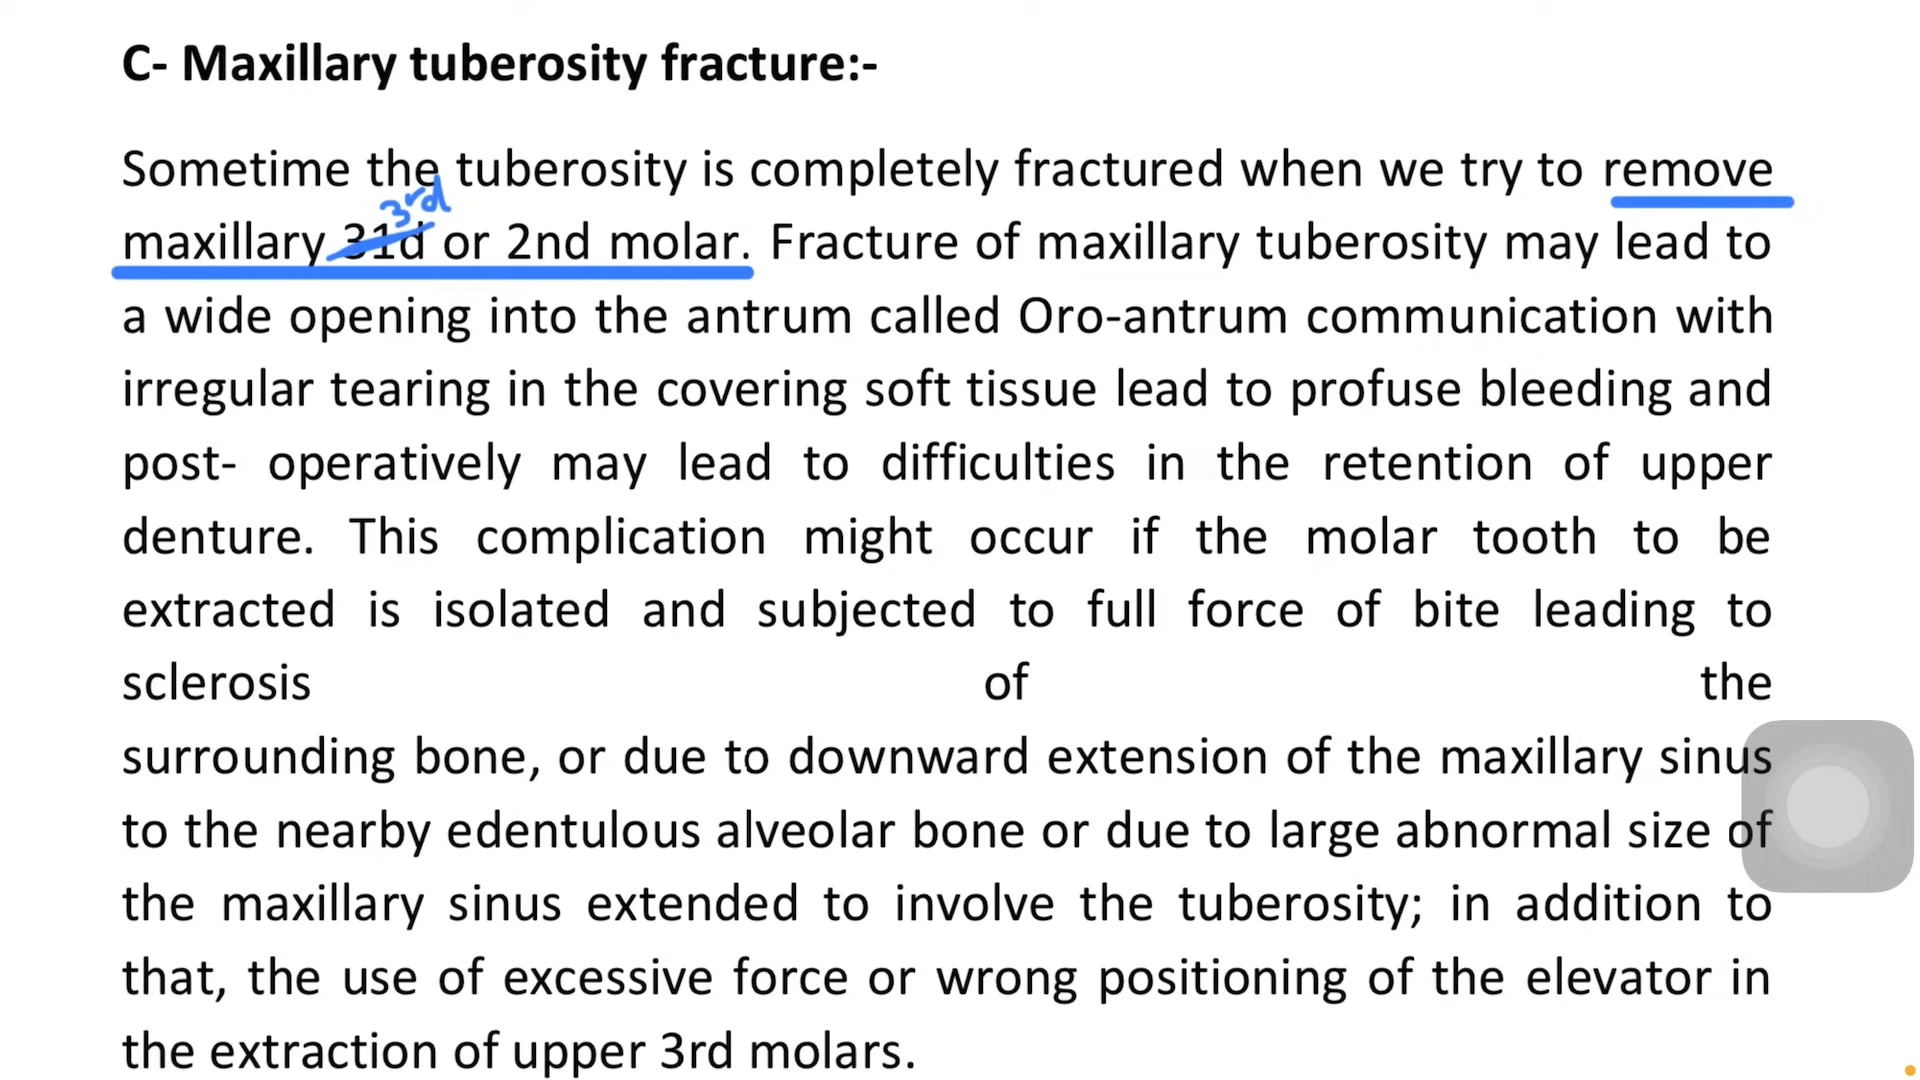 C- Maxillary tuberosity fracture:-
Sometime the tuberosity is completely fractured when we try to remove
3rd
maxillary 31d or 2nd molar. Fracture of maxillary tuberosity may lead to
a wide opening into the antrum called Oro-antrum communication with
irregular tearing in the covering soft tissue lead to profuse bleeding and
post- operatively may lead to difficulties in the retention of upper
denture. This complication might occur if the molar tooth to be
extracted is isolated and subjected to full force of bite leading to
sclerosis of the
surrounding bone, or due to downward extension of the maxillary sinus
to the nearby edentulous alveolar bone or due to large abnormal size of
the maxillary sinus extended to involve the tuberosity; in addition to
that, the use of excessive force or wrong positioning of the elevator in
the extraction of upper 3rd molars.